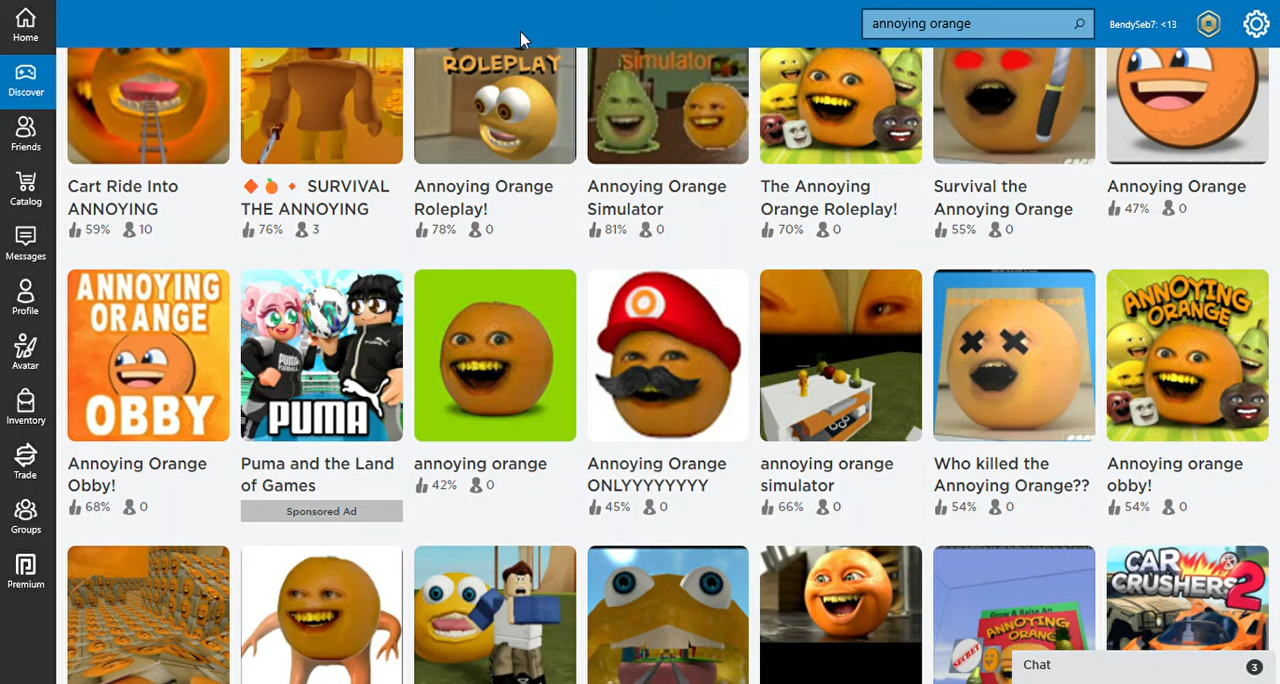 Home
annoying orange
BendySeb7: <13
Discover
Friends
Catalog
Messages
Profile
Avatar
Inventory
Trade
Groups
Premium
ROLEPLAY
simulator
Cart Ride Into
ANNOYING
59% 10
SURVIVAL
THE ANNOYING
76% 3
Annoying Orange
Roleplay!
78% 0
Annoying Orange
Simulator
81% 0
The Annoying
Orange Roleplay!
70% 0
Survival the
Annoying Orange
55% 0
Annoying Orange
47% 0
ANNOYING
ORANGE
OBBY
PUMA
ANNOYING
ORANGE
Annoying Orange
Obby!
68% 0
Puma and the Land
of Games
Sponsored Ad
annoying orange
42% 0
Annoying Orange
ONLYYYYYYYY
45% 0
annoying orange
simulator
66% 0
Who killed the
Annoying Orange??
54% 0
Annoying orange
obby!
54% 0
Grow & Raise An
ANNOYING
ORANG
SECRET
CAR
CRUSHERS 2
Chat
3